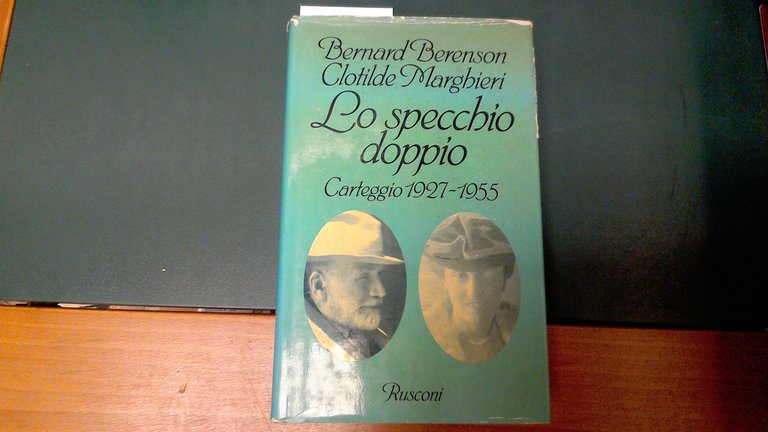 Bernard Berenson
Clotilde Marghieri
Lo specchio
doppio
Carteggio 1927-1955
Rusconi